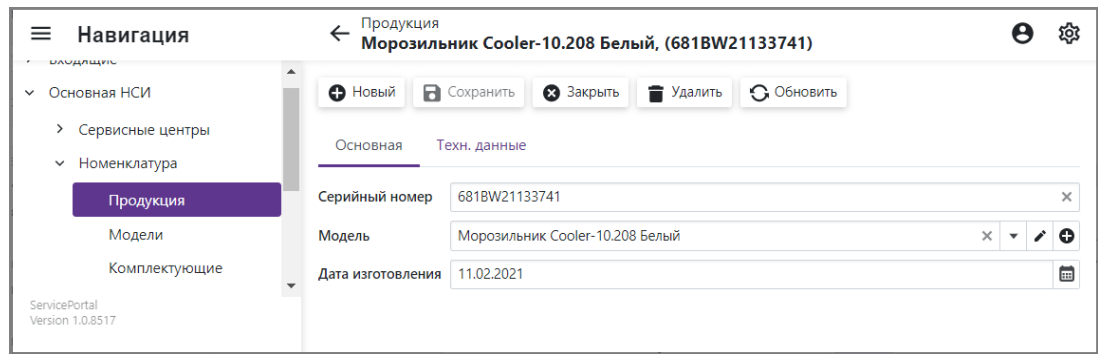 Навигация
Продукция
Морозильник Cooler-10.208 Белый, (681BW21133741)
Входящие
Основная НСИ
Сервисные центры
Номенклатура
Продукция
Модели
Комплектующие
ServicePortal
Version 1.0.8517
Новый
Сохранить
Закрыть
Удалить
Обновить
Основная
Техн. данные
Серийный номер
681BW21133741
Модель
Морозильник Cooler-10.208 Белый
Дата изготовления
11.02.2021